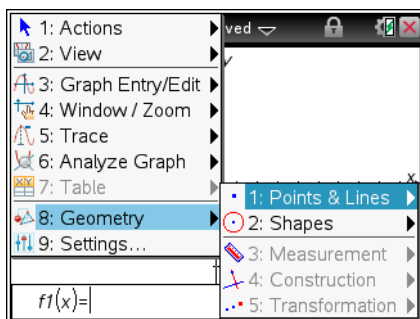 1: Actions
2: View
3: Graph Entry/Edit
4: Window / Zoom
5: Trace
6: Analyze Graph
7: Table
8: Geometry
9: Settings...
ved
y
x
1: Points & Lines
2: Shapes
3: Measurement
4: Construction
5: Transformation
f1(x)=